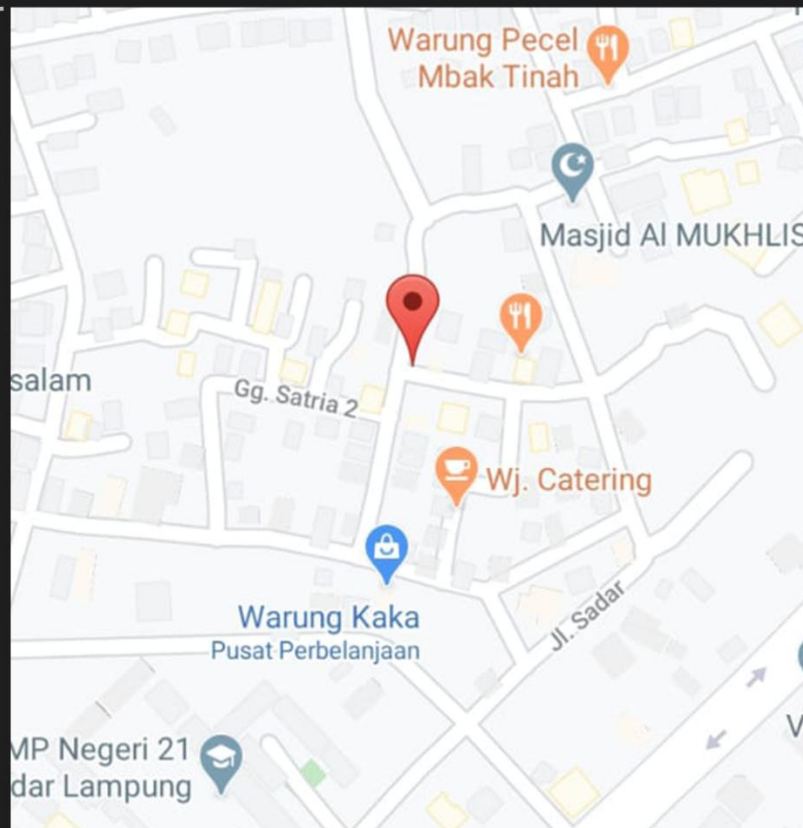 Warung Pecel
Mbak Tinah
Masjid Al MUKHLIS
salam
Gg. Satria 2
Wj. Catering
Warung Kaka
Pusat Perbelanjaan
Jl. Sadar
MP Negeri 21
dar Lampung
V